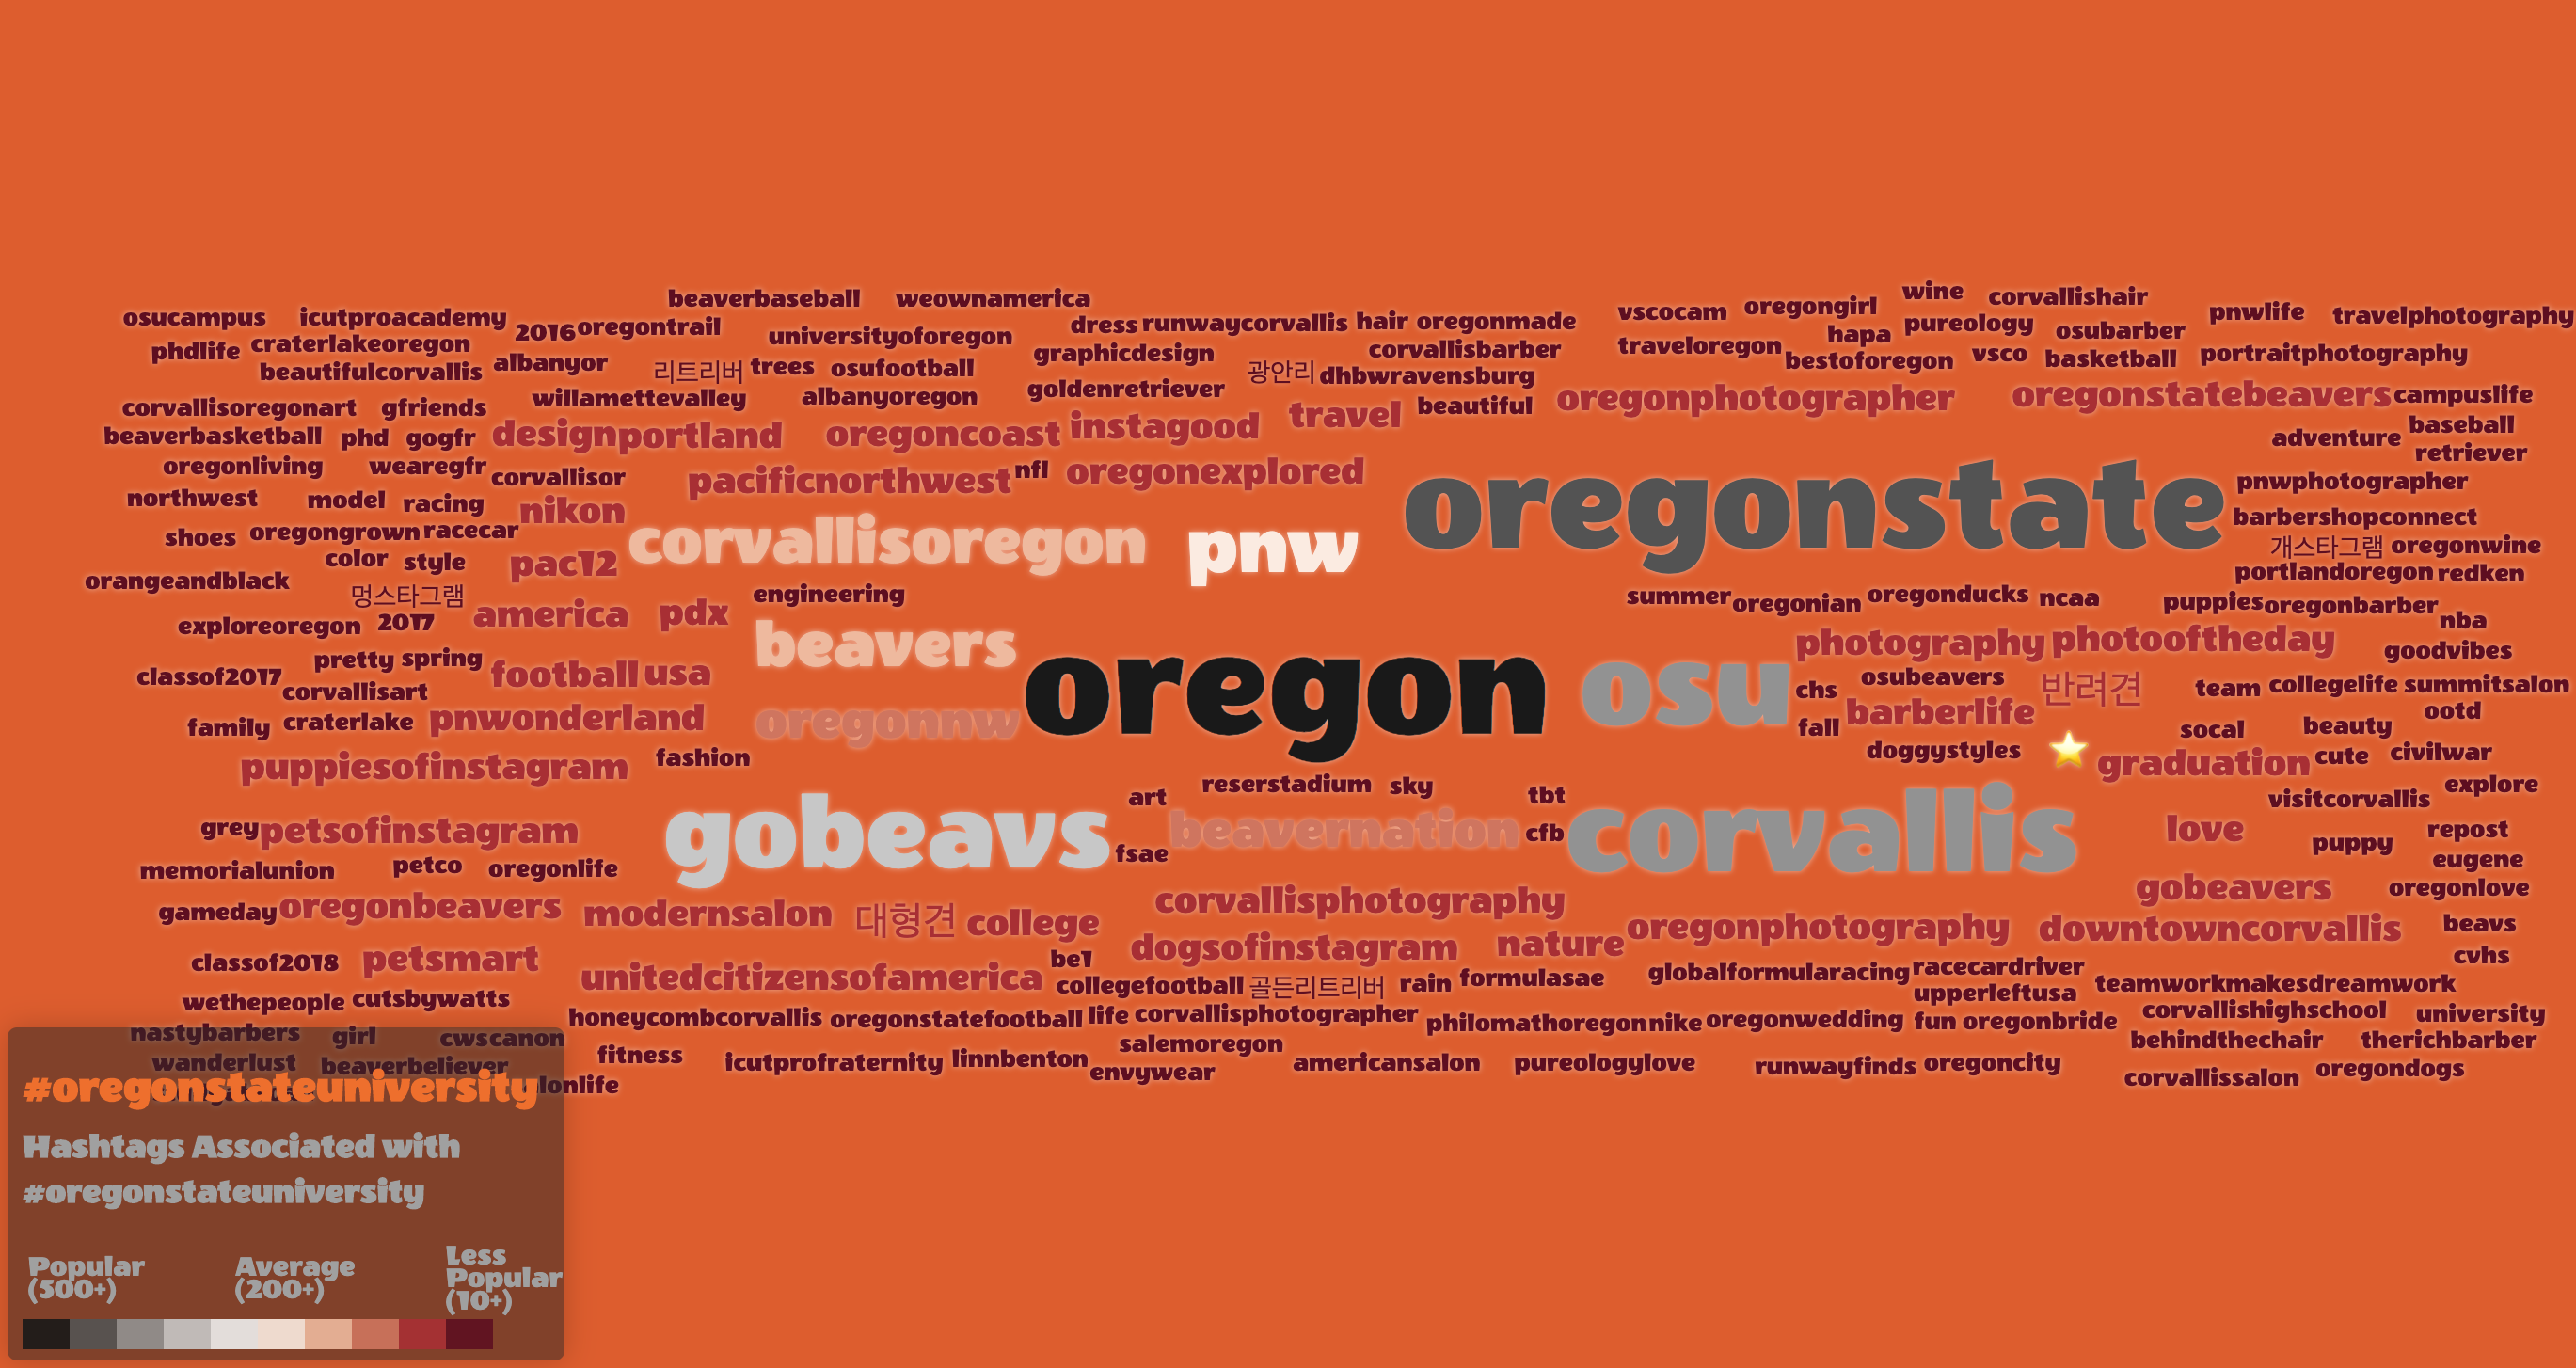 beaverbaseball weownamerica
wine corvallishair
osucampus icutproacademy
vscocam oregongirl pnwlife travelphotography
2016 oregontrail universityoforegon
dress runwaycorvallis hair oregonmade
hapa pureology osubarber
phdlife craterlakeoregon
graphicdesign corvallisbarber
traveloregon bestoforegon vsco basketball portraitphotography
beautifulcorvallis albanyor 리트리버 trees osufootball
광안리 dhbwravensburg
willamettevalley albanyoregon goldenretriever
corvallisoregonart gfriends
instagood travel beautiful oregonphotographer oregonstatebeavers campuslife
beaverbasketball phd gogfr design portland oregoncoast
adventure baseball
retriever
oregonliving wearegfr corvallisor pacificnorthwest nfl oregonexplored
pnwphotographer
northwest model racing nikon
oregonstate
barbershopconnect
shoes oregongrown racecar
corvallisoregon pnw
개스타그램 oregonwine
color style pac12
portlandoregon redken
orangeandblack
멍스타그램 engineering
summer oregonian oregonducks ncaa puppies oregonbarber
exploreoregon 2017 america pdx
nba
beavers
photography photooftheday goodvibes
pretty spring
classof2017 football usa
corvallisart
oregon osu
chs osubeavers 반려견 team collegelife summitsalon
family craterlake pnwonderland oregonnw
fall barberlife socal beauty ootd
puppiesofinstagram fashion
doggystyles ⭐ graduation cute civilwar
reserstadium sky
explore
gobeavs art tbt visitcorvallis
grey petsofinstagram
beavernation cfb corvallis love repost
puppy
fsae
memorialunion petco oregonlife
eugene
gobeavers oregonlove
gameday oregonbeavers modernsalon 대형견 college corvallisphotography
oregonphotography downtowncorvallis beavs
dogsofinstagram nature
classof2018 petsmart be1
cvhs
unitedcitizensofamerica collegefootball 골든리트리버 rain formulasae globalformularacing racecardriver teamworkmakesdreamwork
wethepeople cutsbywatts
upperleftusa
honeycombcorvallis oregonstatefootball life corvallisphotographer philomathoregon nike oregonwedding fun oregonbride corvallishighschool university
nastybarbers girl cwscanon
salemoregon
behindthechair therichbarber
wanderlust beaverbeliever fitness icutprofraternity linnbenton envywear americansalon pureologylove runwayfinds oregoncity oregondogs
corvallissalon
#oregonstateuniversity
Hashtags Associated with
#oregonstateuniversity
Popular (500+)
Average (200+)
Less Popular (10+)